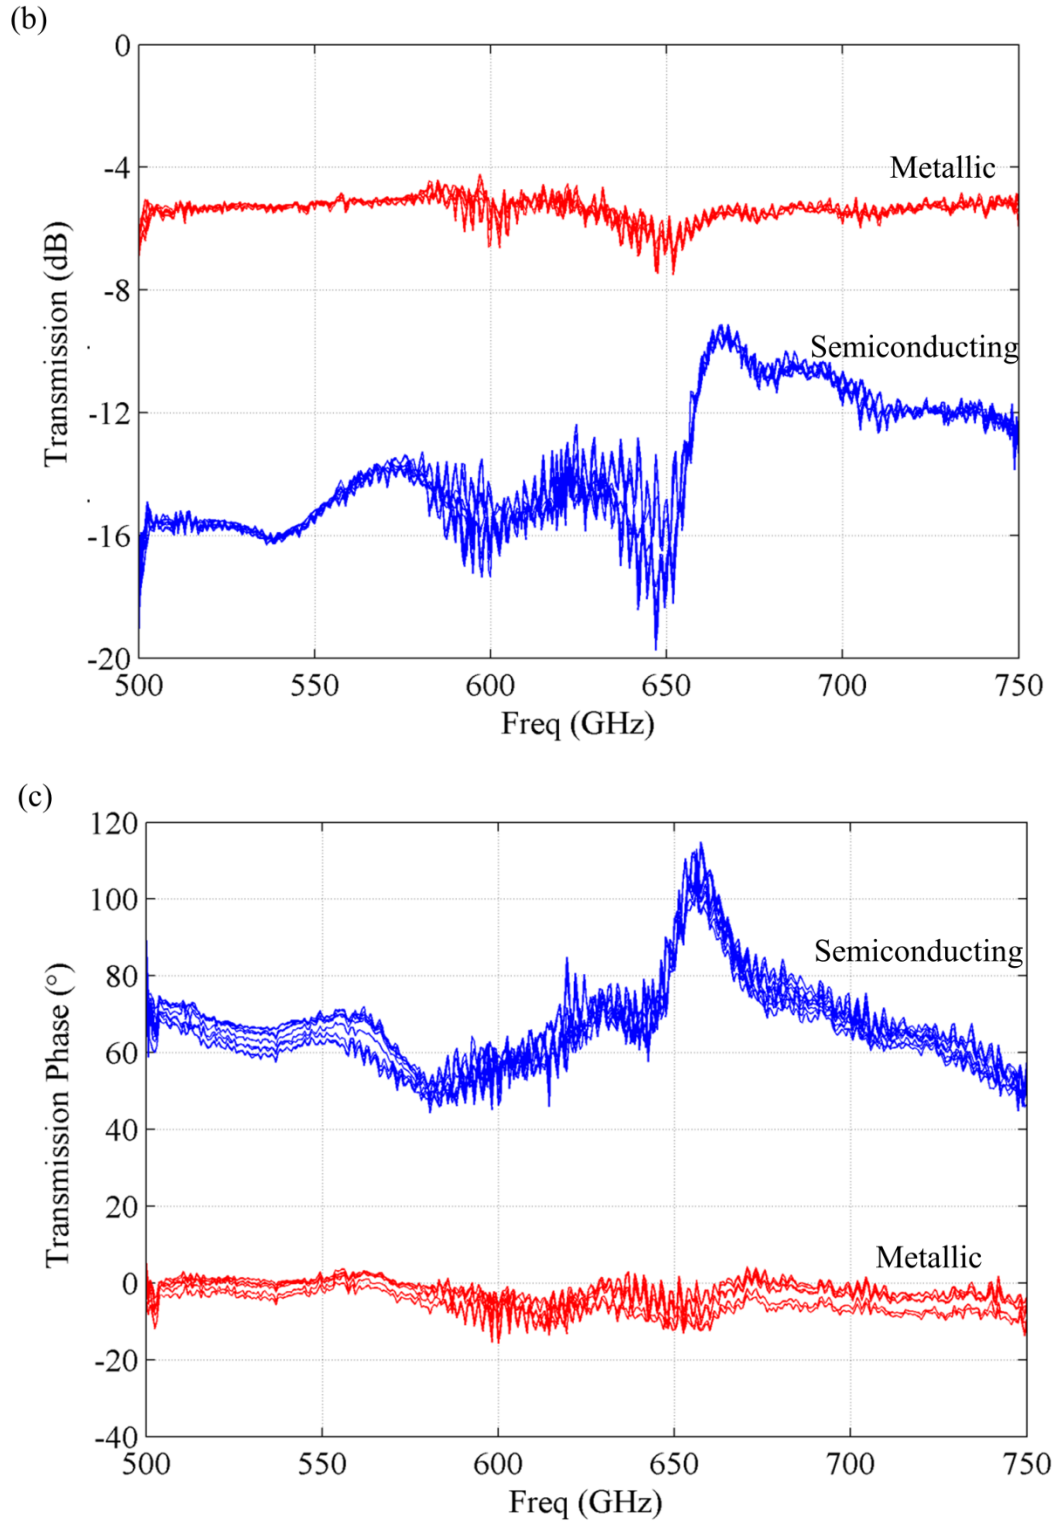 (b)
0
-4
-8
-12
-16
-20
Transmission (dB)
Metallic
Semiconducting
500 550 600 650 700 750
Freq (GHz)
(c)
120
100
80
60
40
20
0
-20
-40
Transmission Phase (°)
Semiconducting
Metallic
500 550 600 650 700 750
Freq (GHz)